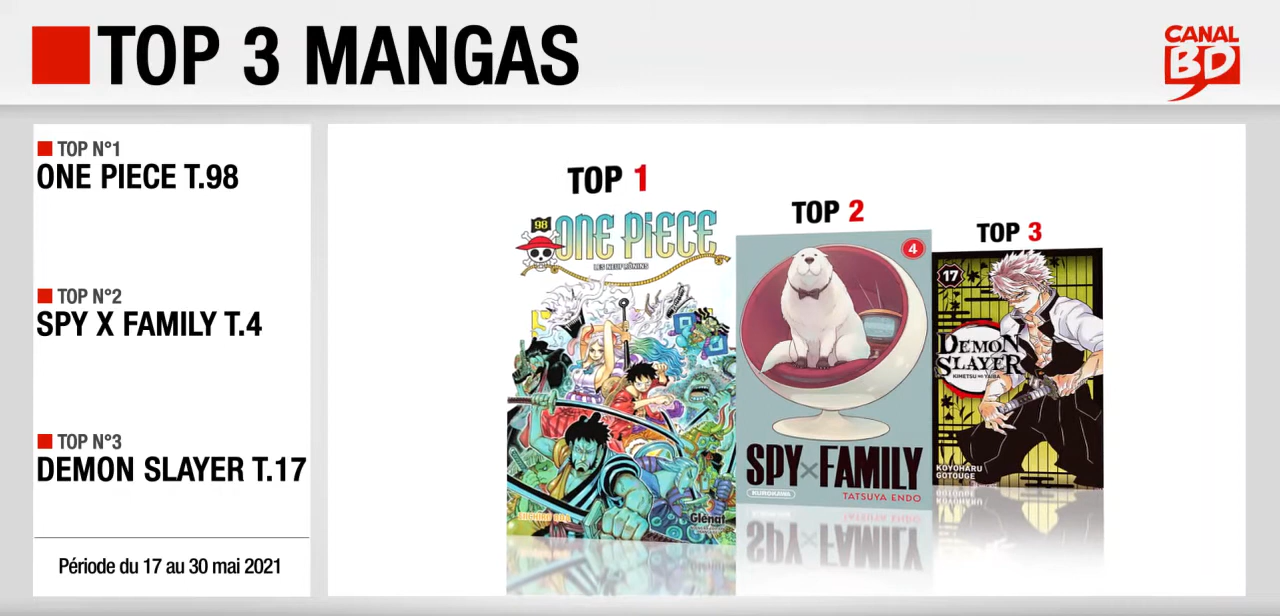 TOP 3 MANGAS
CANAL
BD
TOP N°1
ONE PIECE T.98
TOP N°2
SPY X FAMILY T.4
TOP N°3
DEMON SLAYER T.17
Période du 17 au 30 mai 2021
TOP 1
98
ONE PIECE
LES NEUF RÔNINS
EIICHIRO ODA
Glénat
TOP 2
4
SPY×FAMILY
KUROKAWA
TATSUYA ENDO
TOP 3
17
DEMON
SLAYER
KIMETSU NO YAIBA
KOYOHARU
GOTOUGE